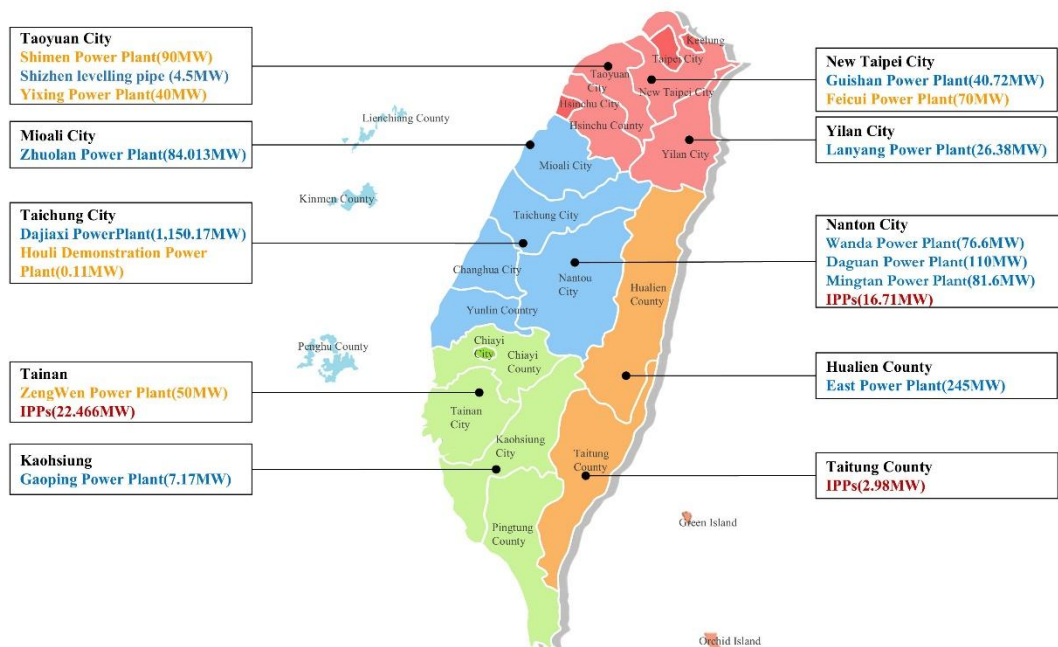 Taoyuan City
Shimen Power Plant(90MW)
Shizhen levelling pipe (4.5MW)
Yixing Power Plant(40MW)
Mioali City
Zhuolan Power Plant(84.013MW)
Taichung City
Dajiaxi PowerPlant(1,150.17MW)
Houli Demonstration Power
Plant(0.11MW)
Tainan
ZengWen Power Plant(50MW)
IPPs(22.466MW)
Kaohsiung
Gaoping Power Plant(7.17MW)
Lienchiang County
Kinmen County
Penghu County
Keelung
Taipei City
Taoyuan
City
New Taipei City
Hsinchu City
Hsinchu County
Yilan City
Mioali City
Taichung City
Changhua City
Nantou
City
Hualien
County
Yunlin Country
Chiayi
City
Chiayi
County
Tainan
City
Kaohsiung
City
Taitung
County
Pingtung
County
Green Island
Orchid Island
New Taipei City
Guishan Power Plant(40.72MW)
Feicui Power Plant(70MW)
Yilan City
Lanyang Power Plant(26.38MW)
Nanton City
Wanda Power Plant(76.6MW)
Daguan Power Plant(110MW)
Mingtan Power Plant(81.6MW)
IPPs(16.71MW)
Hualien County
East Power Plant(245MW)
Taitung County
IPPs(2.98MW)